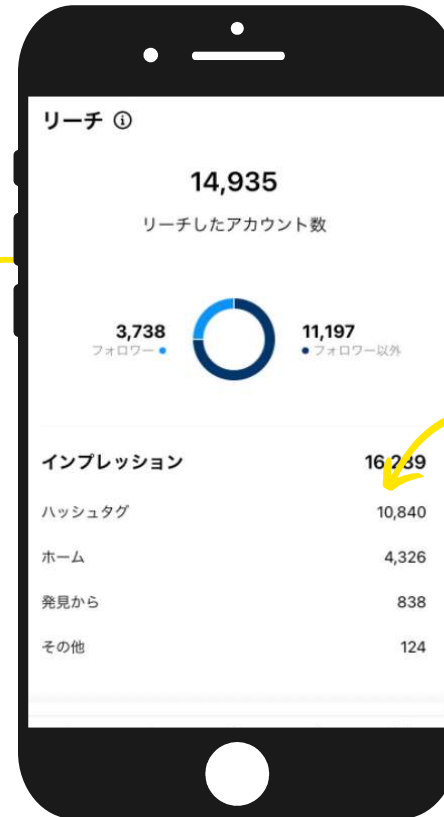 リーチ
14,935
リーチしたアカウント数
3,738 11,197
フォロワー フォロワー以外
インプレッション
ハッシュタグ 10,840
ホーム 4,326
発見から 838
その他 124